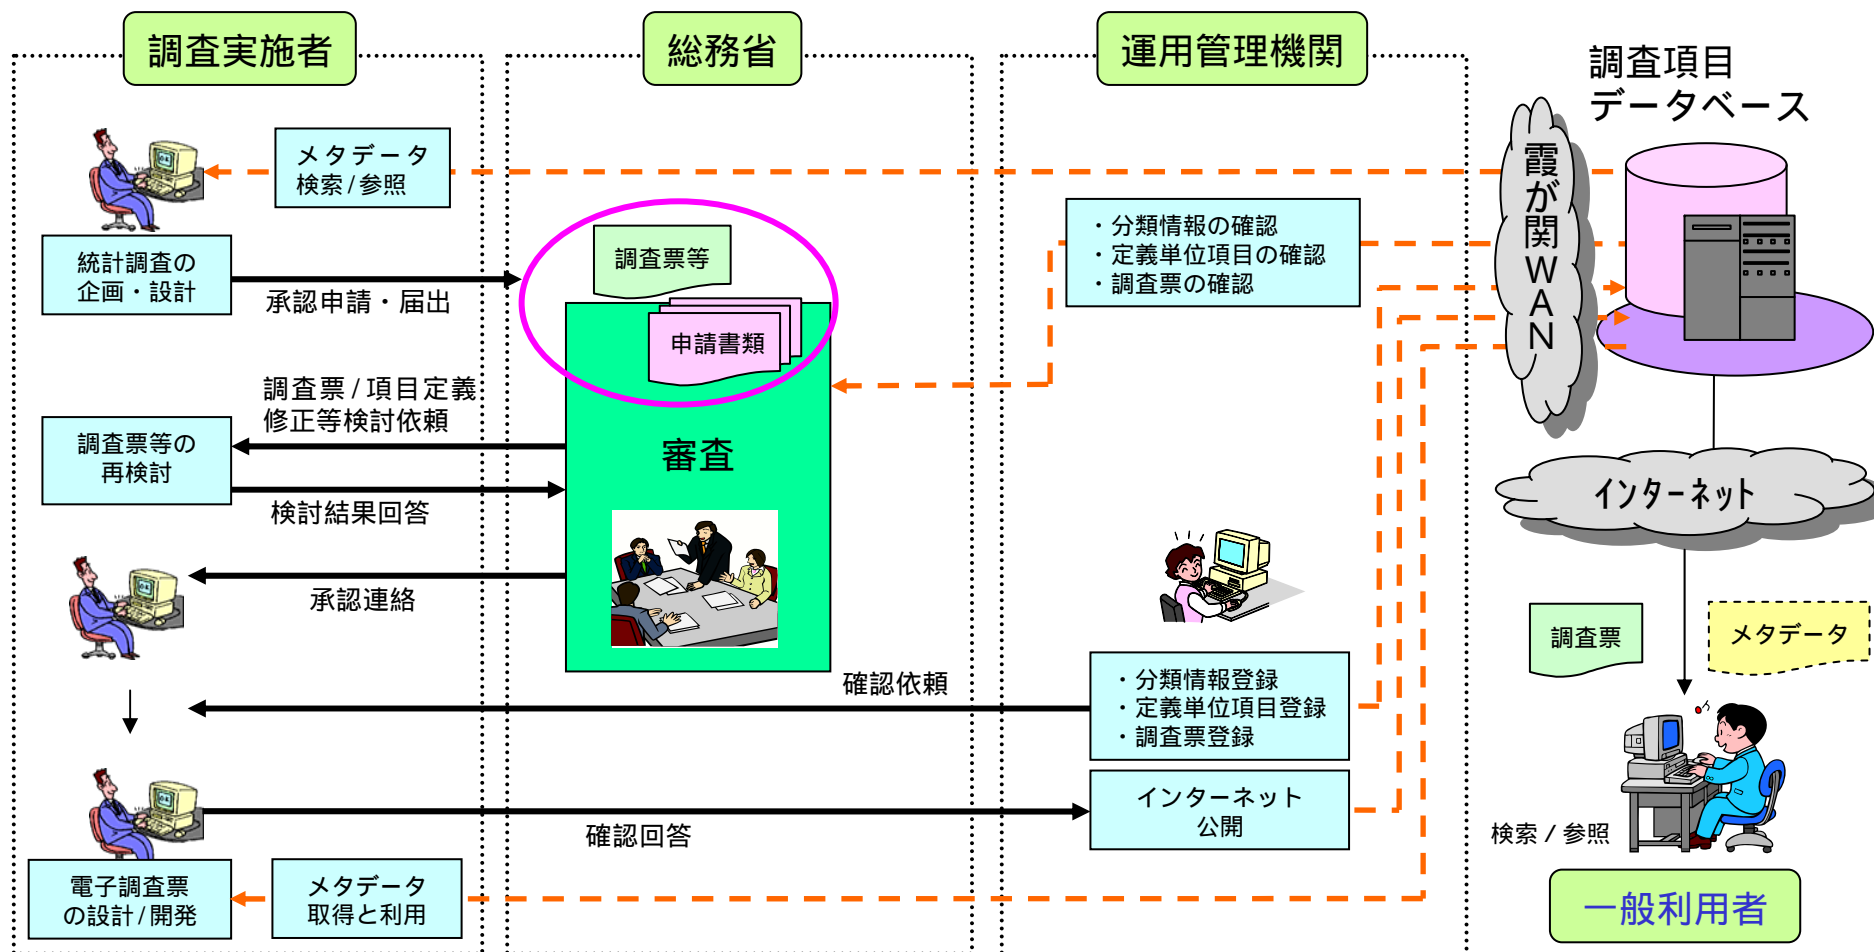 調査実施者
総務省
運用管理機関
調査項目
データベース
メタデータ
検索/参照
霞が関WAN
・分類情報の確認
・定義単位項目の確認
・調査票の確認
調査票等
統計調査の
企画・設計
承認申請・届出
申請書類
調査票/項目定義
修正等検討依頼
調査票等の
再検討
審査
検討結果回答
インターネット
承認連絡
調査票
メタデータ
確認依頼
・分類情報登録
・定義単位項目登録
・調査票登録
インターネット
公開
確認回答
検索/参照
電子調査票
の設計/開発
メタデータ
取得と利用
一般利用者